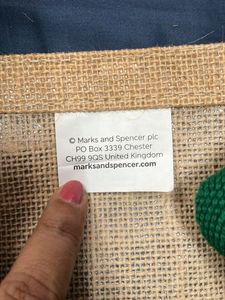 © Marks and Spencer plc
PO Box 3339 Chester
CH99 9QS United Kingdom
marksandspencer.com